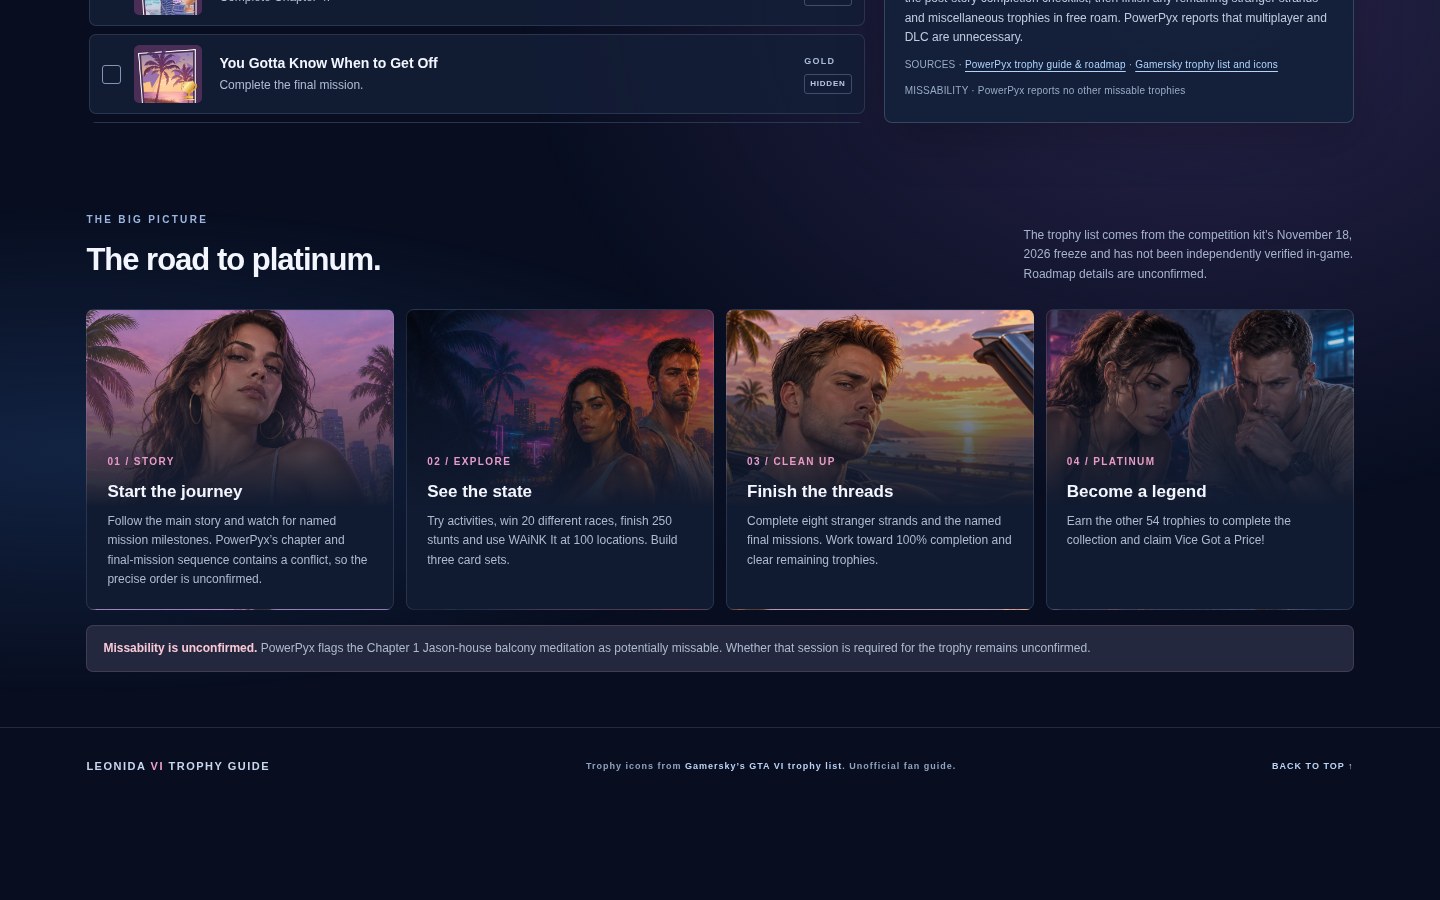 You Gotta Know When to Get Off
Complete the final mission.
GOLD
HIDDEN
and miscellaneous trophies in free roam. PowerPyx reports that multiplayer and
DLC are unnecessary.
SOURCES · PowerPyx trophy guide & roadmap · Gamersky trophy list and icons
MISSABILITY · PowerPyx reports no other missable trophies
THE BIG PICTURE
The road to platinum.
The trophy list comes from the competition kit's November 18,
2026 freeze and has not been independently verified in-game.
Roadmap details are unconfirmed.
01 / STORY
Start the journey
Follow the main story and watch for named
mission milestones. PowerPyx's chapter and
final-mission sequence contains a conflict, so the
precise order is unconfirmed.
02 / EXPLORE
See the state
Try activities, win 20 different races, finish 250
stunts and use WAiNK It at 100 locations. Build
three card sets.
03 / CLEAN UP
Finish the threads
Complete eight stranger strands and the named
final missions. Work toward 100% completion and
clear remaining trophies.
04 / PLATINUM
Become a legend
Earn the other 54 trophies to complete the
collection and claim Vice Got a Price!
Missability is unconfirmed. PowerPyx flags the Chapter 1 Jason-house balcony meditation as potentially missable. Whether that session is required for the trophy remains unconfirmed.
LEONIDA VI TROPHY GUIDE
Trophy icons from Gamersky's GTA VI trophy list. Unofficial fan guide.
BACK TO TOP ↑